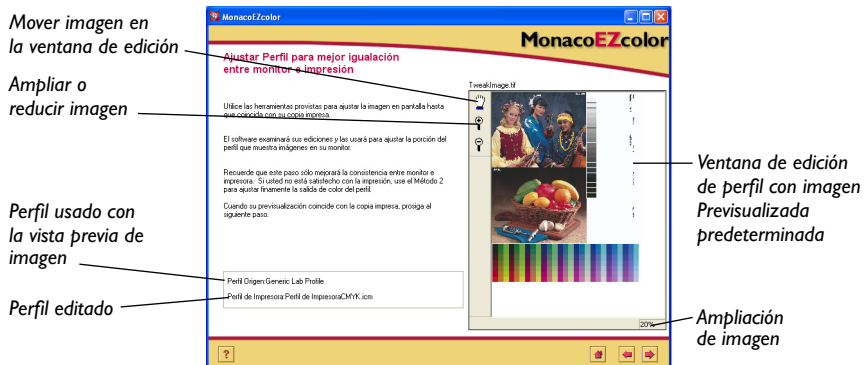 Mover imagen en
la ventana de edición
Ampliar o
reducir imagen
Perfil usado con
la vista previa de
imagen
Perfil editado
MonacoEZcolor
MonacoEZcolor
Ajustar Perfil para mejor igualación
entre monitor e impresión
Utilice las herramientas provistas para ajustar la imagen en pantalla hasta
que coincida con su copia impresa.
El software examinará sus ediciones y las usará para ajustar la porción del
perfil que muestra imágenes en su monitor.
Recuerde que este paso sólo mejorará la consistencia entre monitor e
impresora. Si usted no está satisfecho con la impresión, use el Método 2
para ajustar finamente la salida de color del perfil.
Cuando su previsualización coincide con la copia impresa, prosiga al
siguiente paso.
Perfil Origen:Generic Lab Profile
Perfil de Impresora:Perfil de ImpresoraCMYK.icm
TweakImage.tif
20%
?
Ventana de edición
de perfil con imagen
Previsualizada
predeterminada
Ampliación
de imagen